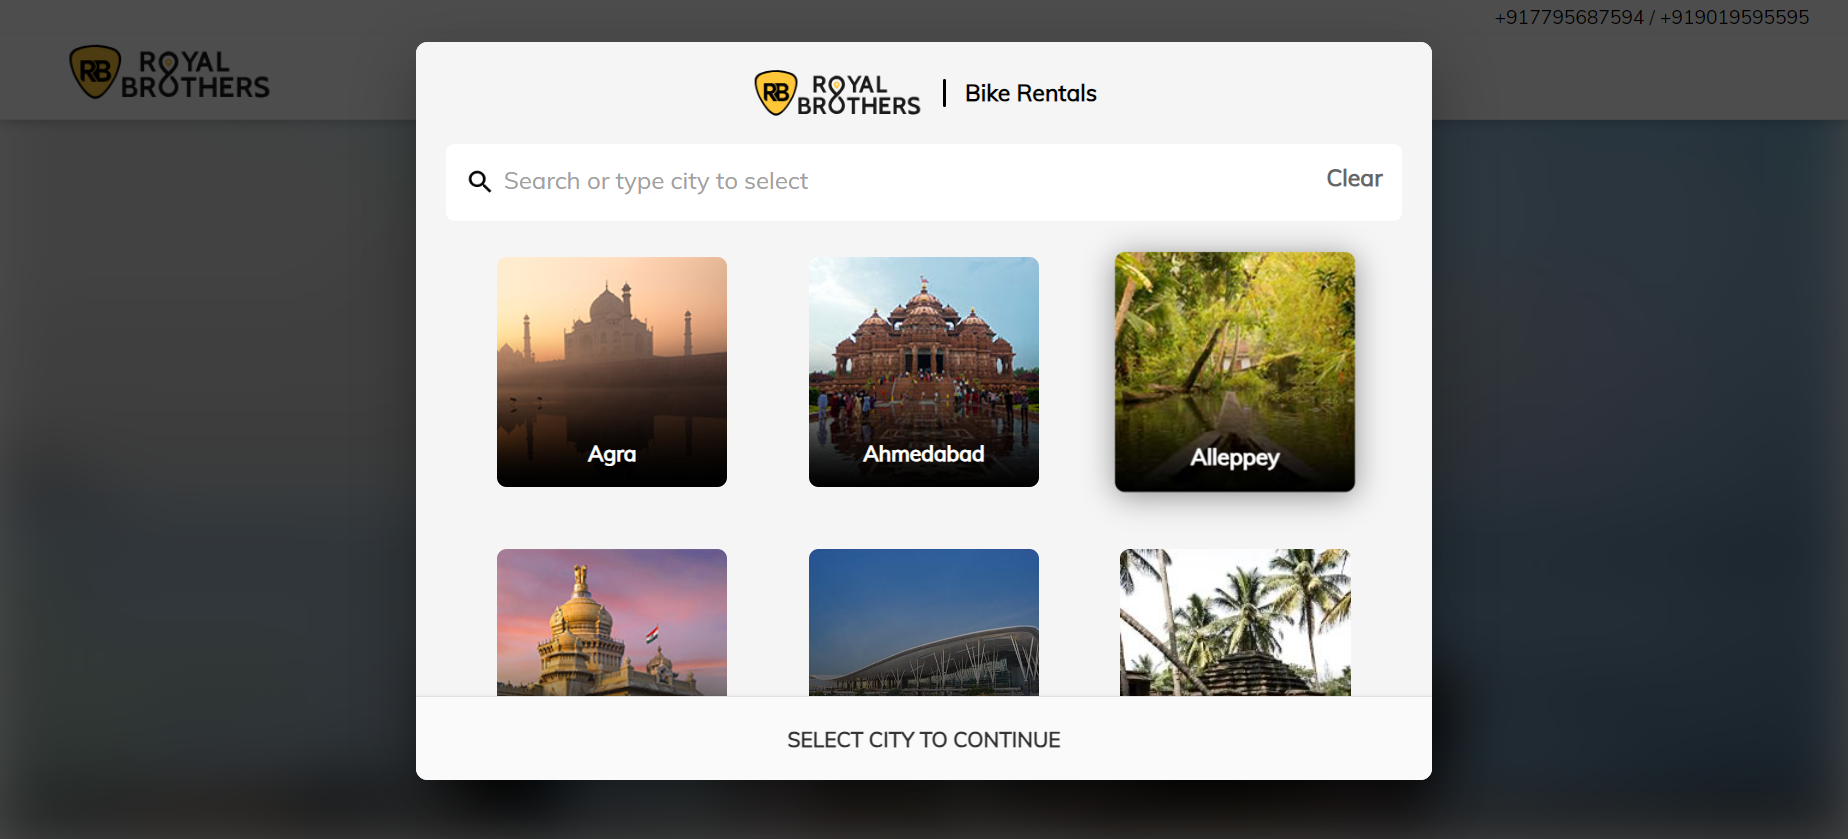 +917795687594 / +919019595595
RB ROYAL BROTHERS
RB ROYAL BROTHERS | Bike Rentals
Search or type city to select
Clear
Agra
Ahmedabad
Alleppey
SELECT CITY TO CONTINUE